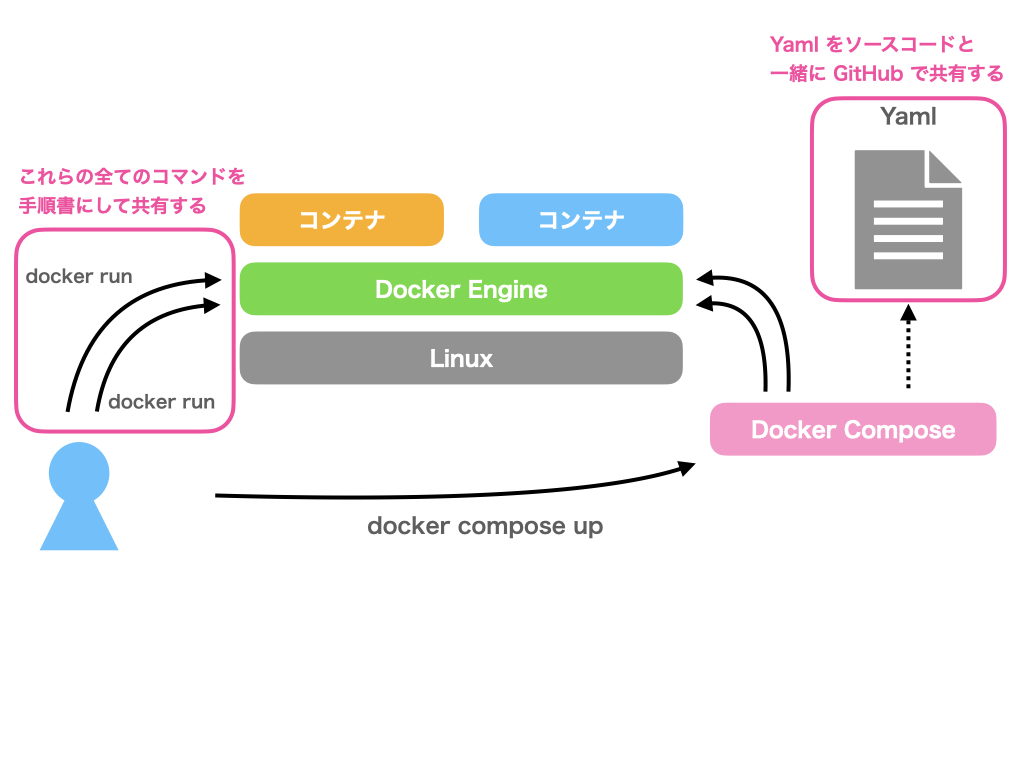 Yaml をソースコードと
一緒に GitHub で共有する
Yaml
これらの全てのコマンドを
手順書にして共有する
コンテナ
コンテナ
docker run
Docker Engine
Linux
docker run
Docker Compose
docker compose up